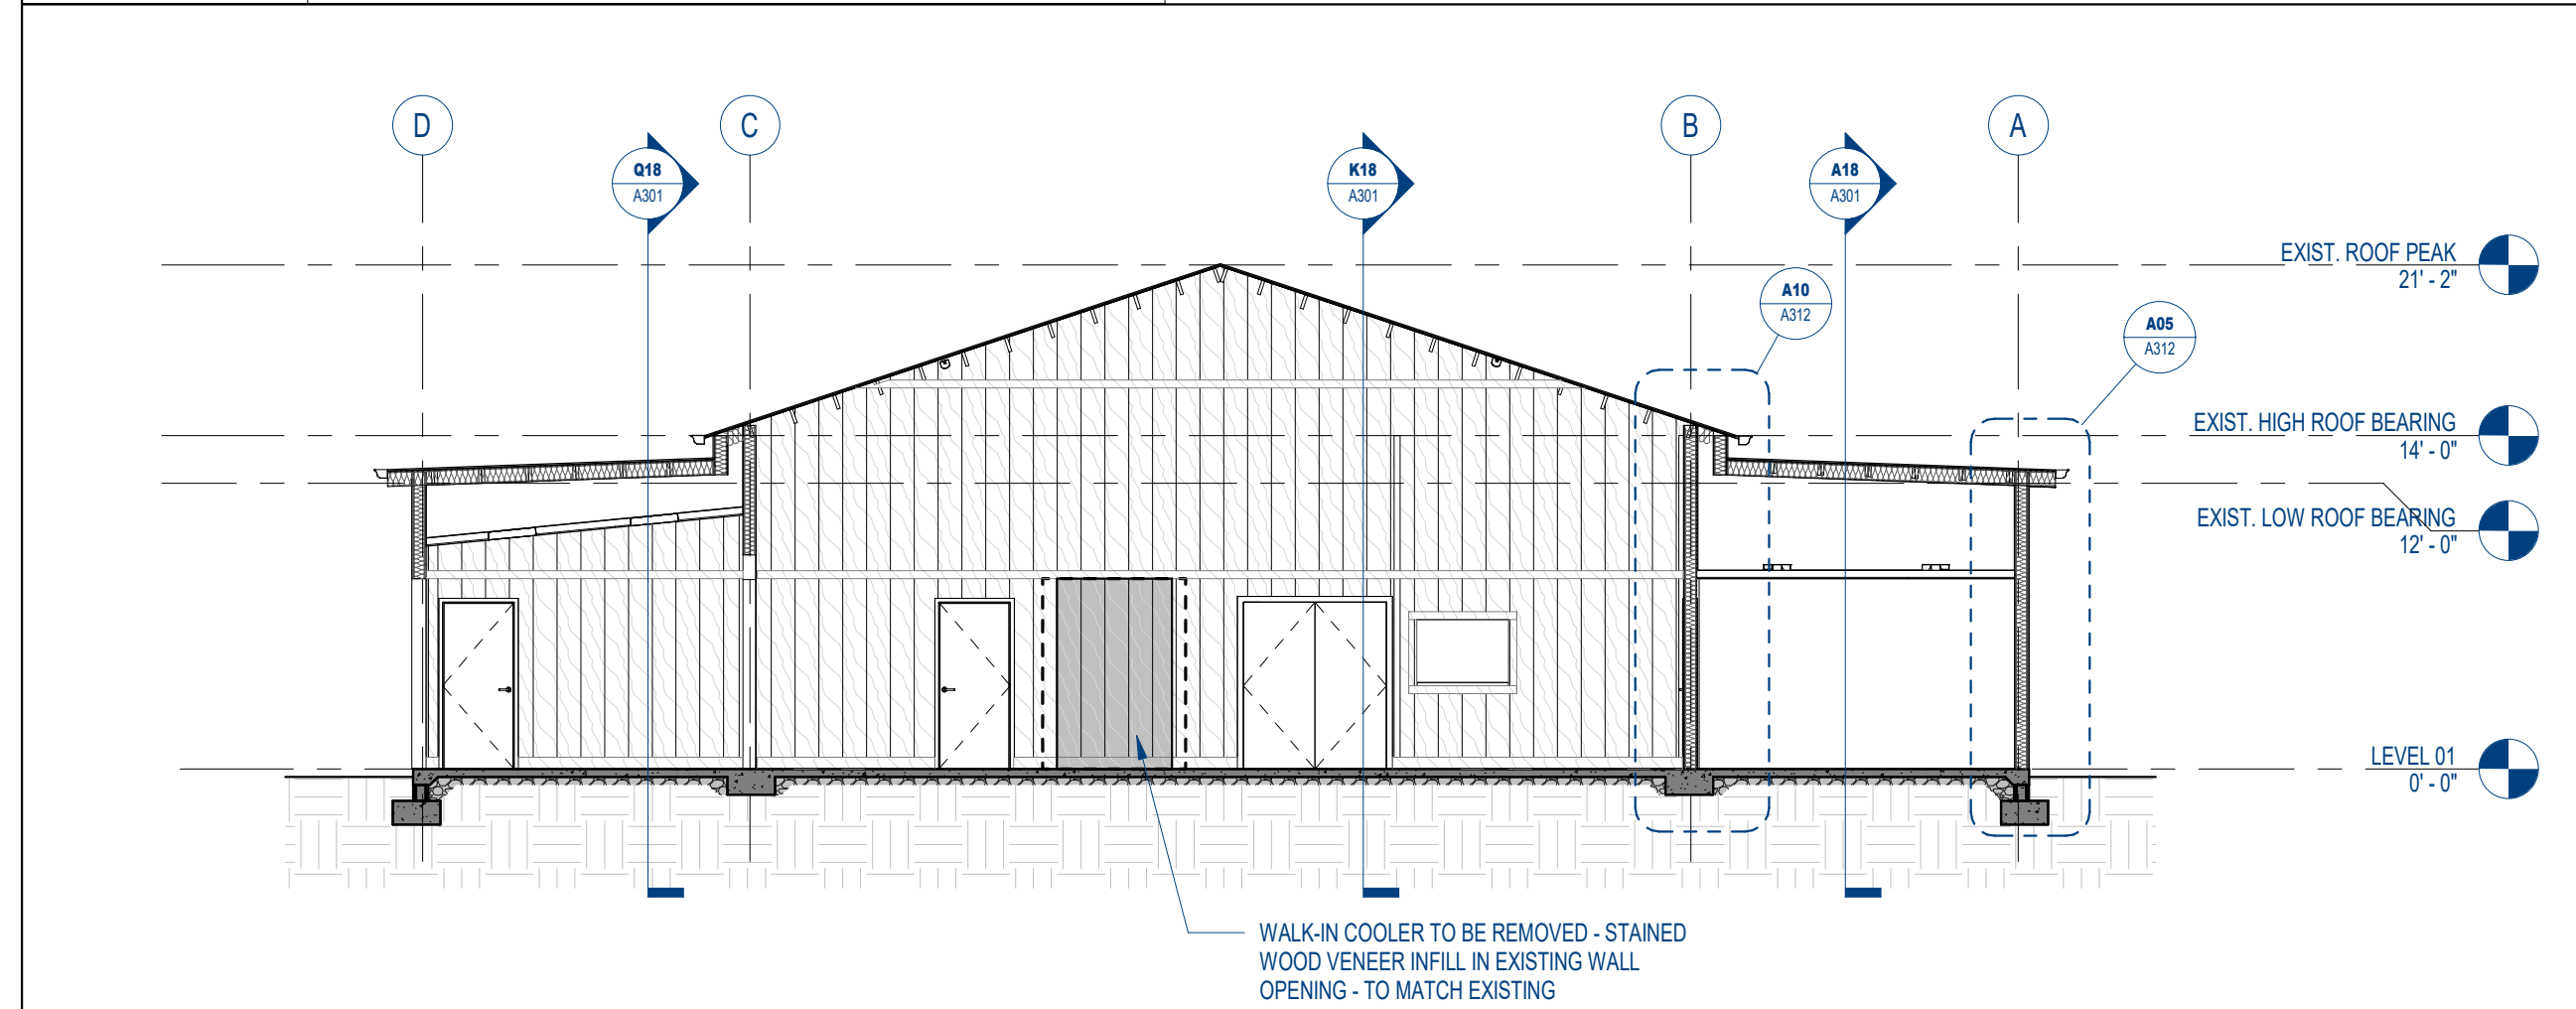 D
C
B
A
Q18
A301
K18
A301
A18
A301
EXIST. ROOF PEAK
21' - 2"
A10
A312
A05
A312
EXIST. HIGH ROOF BEARING
14' - 0"
EXIST. LOW ROOF BEARING
12' - 0"
LEVEL 01
0' - 0"
WALK-IN COOLER TO BE REMOVED - STAINED
WOOD VENEER INFILL IN EXISTING WALL
OPENING - TO MATCH EXISTING